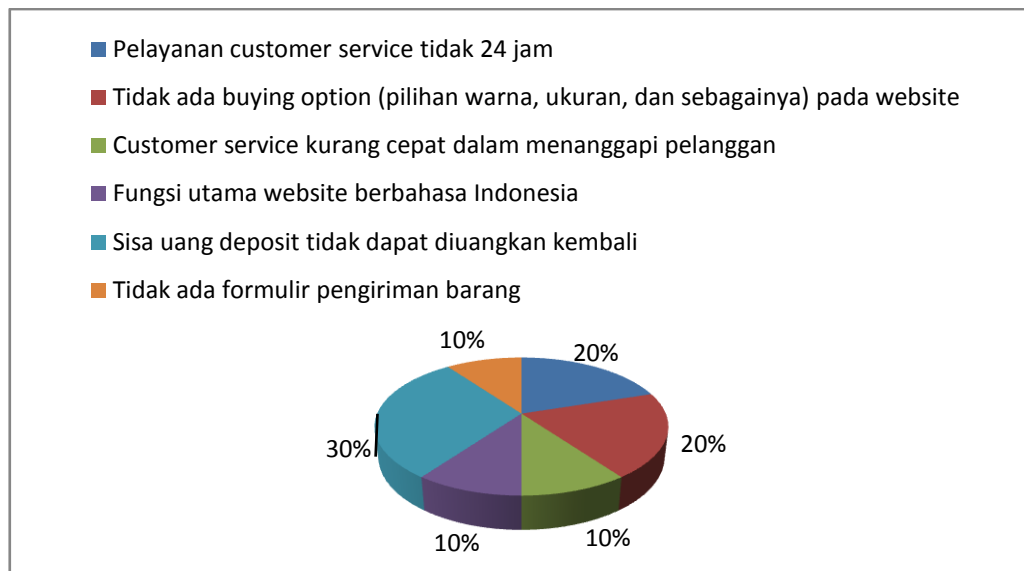 Pelayanan customer service tidak 24 jam
Tidak ada buying option (pilihan warna, ukuran, dan sebagainya) pada website
Customer service kurang cepat dalam menanggapi pelanggan
Fungsi utama website berbahasa Indonesia
Sisa uang deposit tidak dapat diuangkan kembali
Tidak ada formulir pengiriman barang
10%
20%
30%
20%
10%
10%